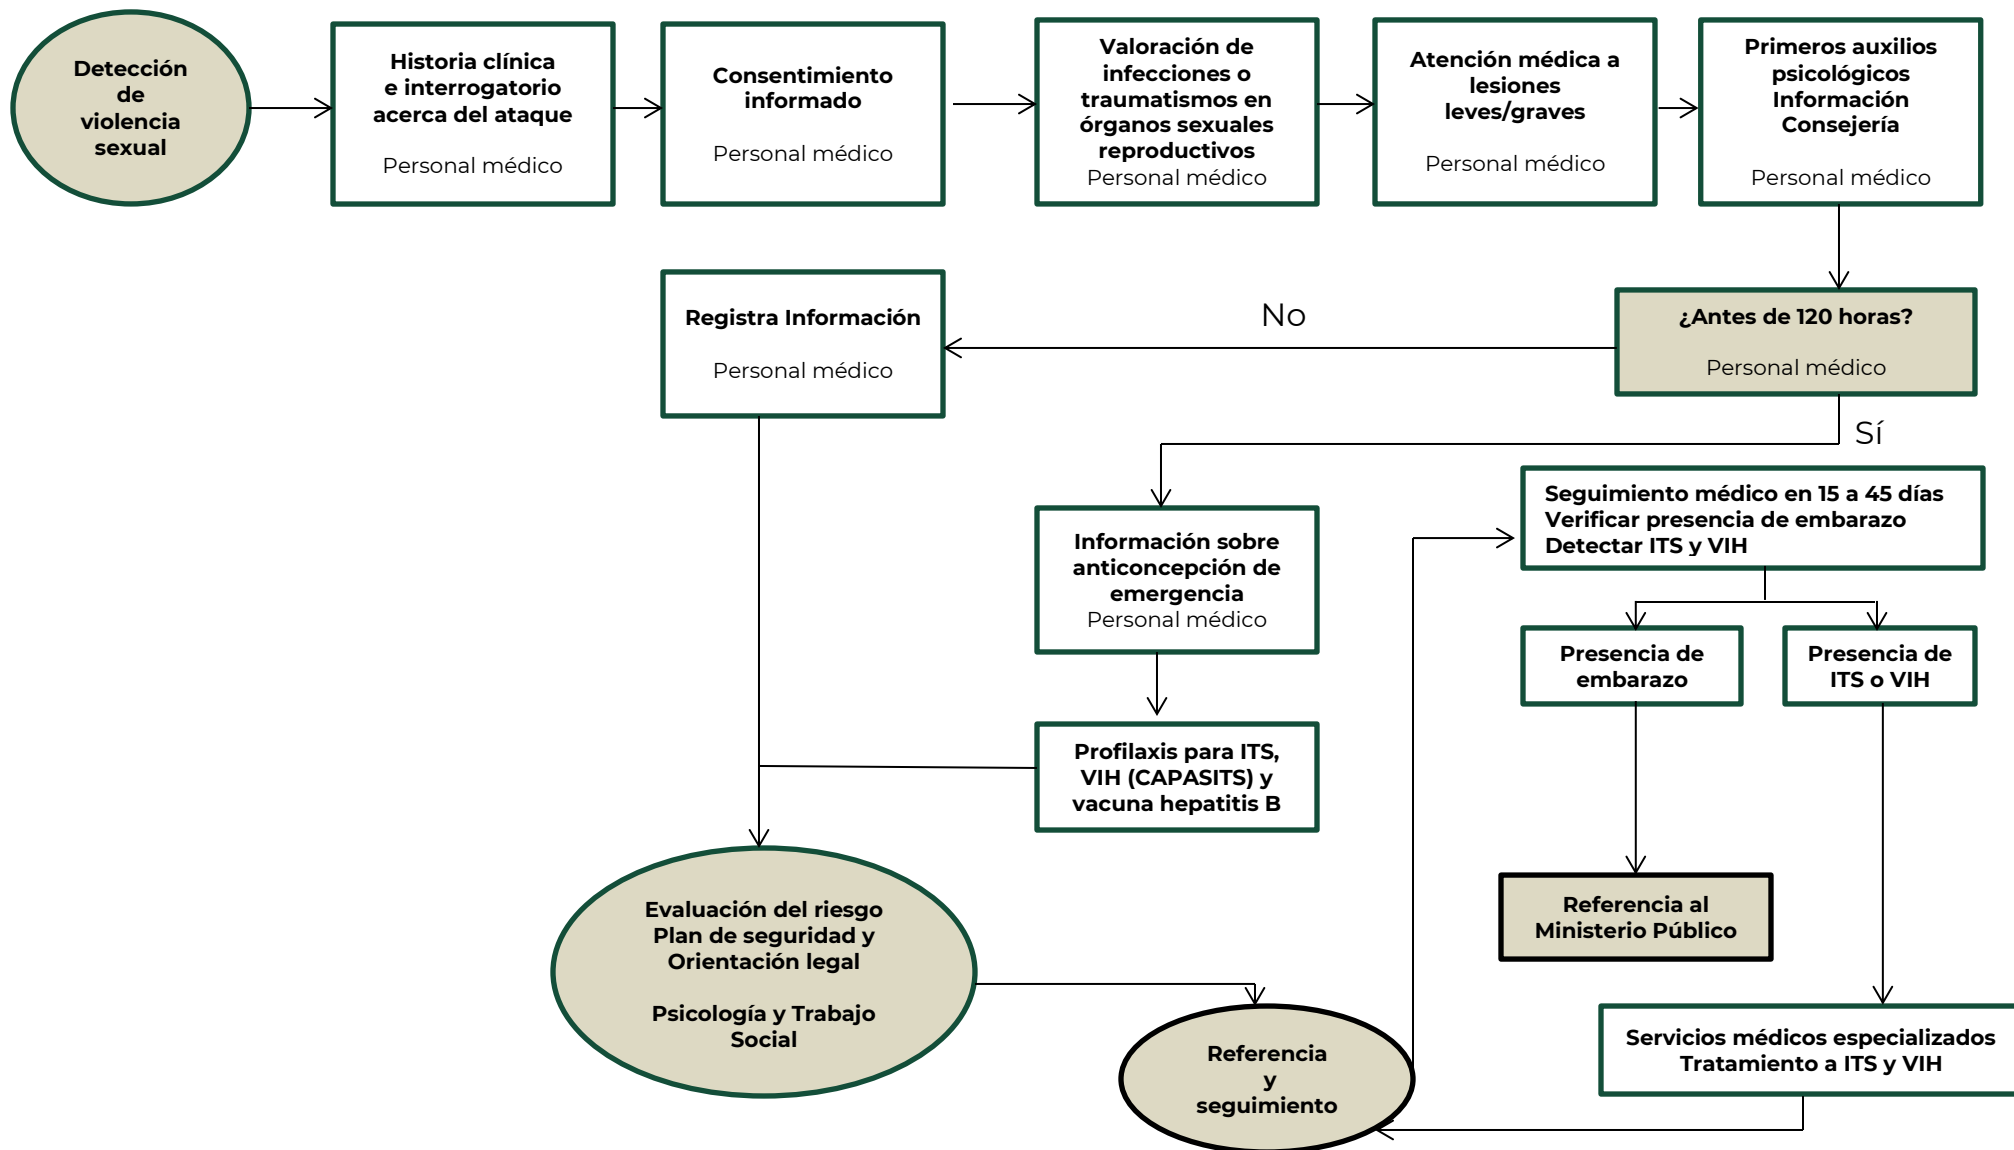 Detección
de
violencia
sexual
Historia clínica
e interrogatorio
acerca del ataque
Personal médico
Consentimiento
informado
Personal médico
Valoración de
infecciones o
traumatismos en
órganos sexuales
reproductivos
Personal médico
Atención médica a
lesiones
leves/graves
Personal médico
Primeros auxilios
psicológicos
Información
Consejería
Personal médico
¿Antes de 120 horas?
Personal médico
No
Registra Información
Personal médico
Sí
Información sobre
anticoncepción de
emergencia
Personal médico
Profilaxis para ITS,
VIH (CAPASITS) y
vacuna hepatitis B
Evaluación del riesgo
Plan de seguridad y
Orientación legal
Psicología y Trabajo
Social
Referencia
y
seguimiento
Seguimiento médico en 15 a 45 días
Verificar presencia de embarazo
Detectar ITS y VIH
Presencia de
embarazo
Presencia de
ITS o VIH
Referencia al
Ministerio Público
Servicios médicos especializados
Tratamiento a ITS y VIH